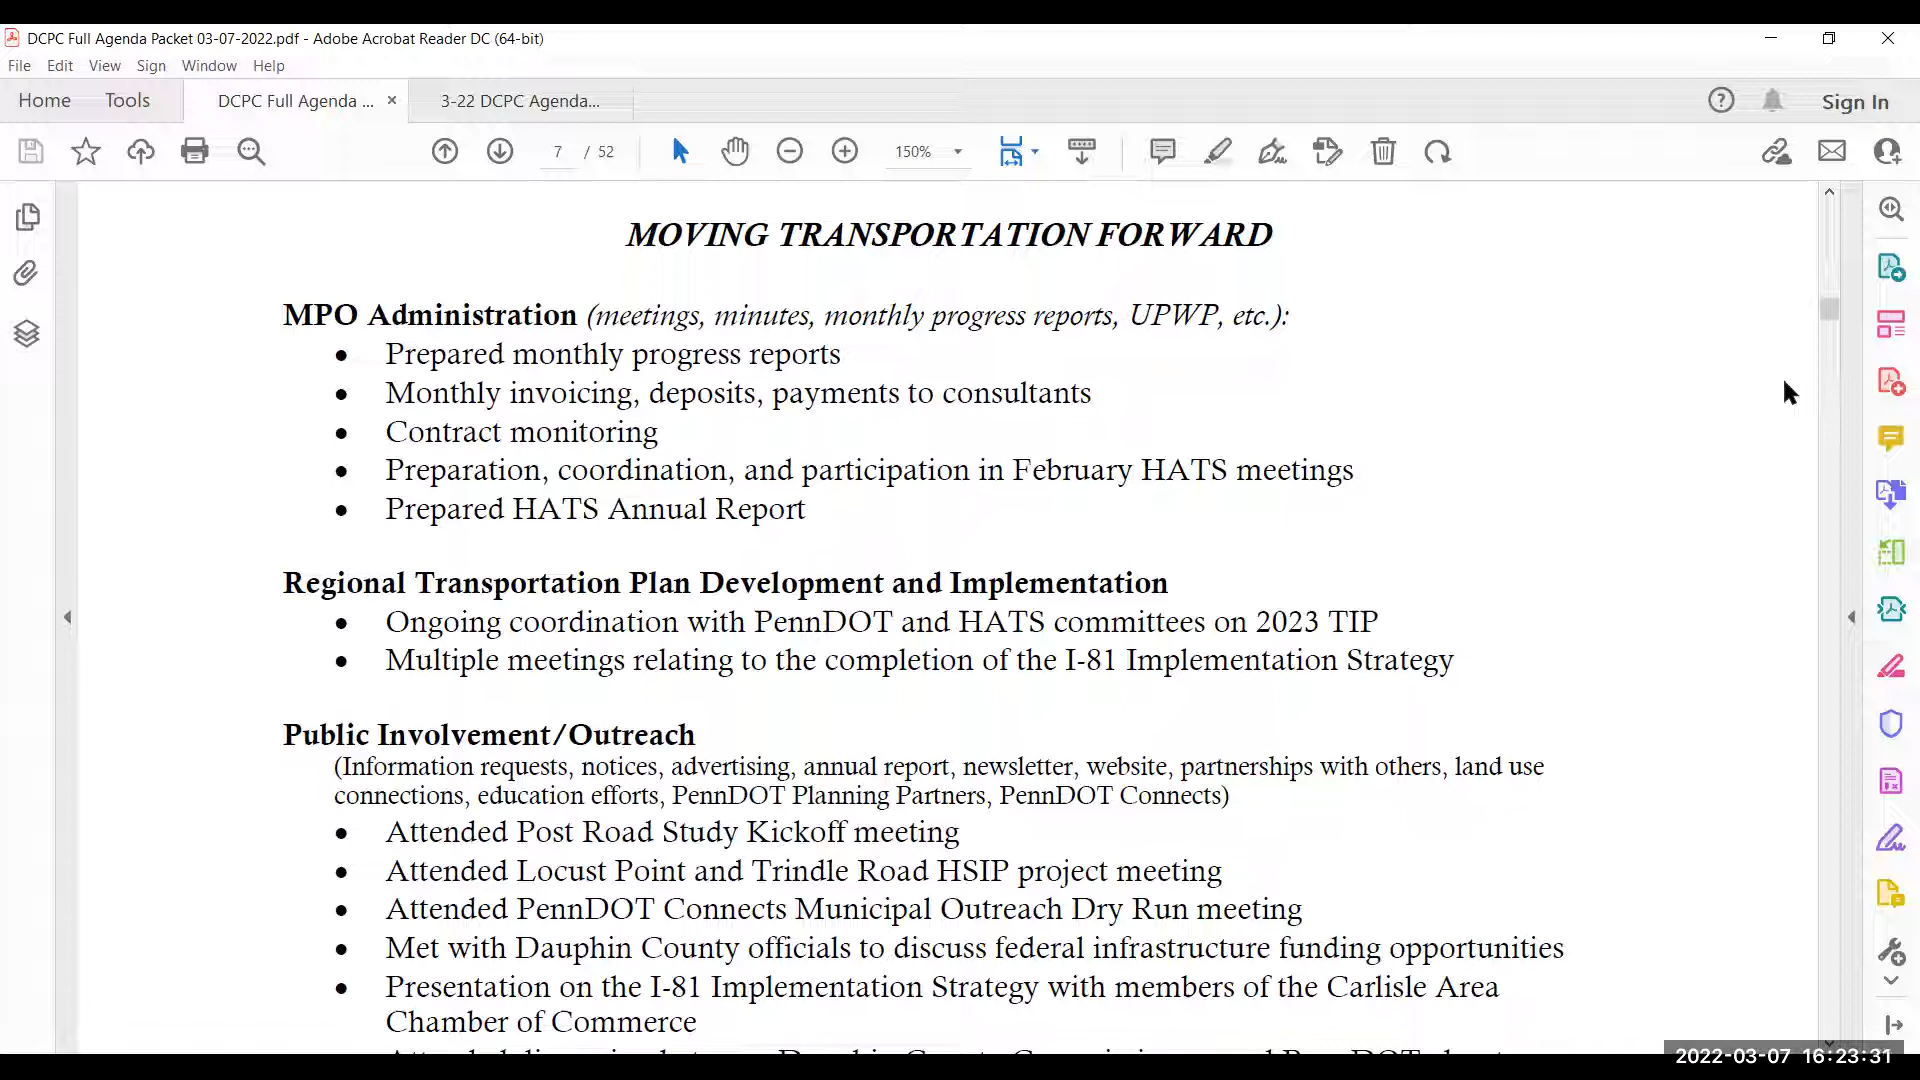 DCPC Full Agenda Packet 03-07-2022.pdf - Adobe Acrobat Reader DC (64-bit)
File Edit View Sign Window Help
Home Tools DCPC Full Agenda ... × 3-22 DCPC Agenda... Sign In
7 / 52 150%
MOVING TRANSPORTATION FORWARD
MPO Administration (meetings, minutes, monthly progress reports, UPWP, etc.):
• Prepared monthly progress reports
• Monthly invoicing, deposits, payments to consultants
• Contract monitoring
• Preparation, coordination, and participation in February HATS meetings
• Prepared HATS Annual Report
Regional Transportation Plan Development and Implementation
• Ongoing coordination with PennDOT and HATS committees on 2023 TIP
• Multiple meetings relating to the completion of the I-81 Implementation Strategy
Public Involvement/Outreach
(Information requests, notices, advertising, annual report, newsletter, website, partnerships with others, land use
connections, education efforts, PennDOT Planning Partners, PennDOT Connects)
• Attended Post Road Study Kickoff meeting
• Attended Locust Point and Trindle Road HSIP project meeting
• Attended PennDOT Connects Municipal Outreach Dry Run meeting
• Met with Dauphin County officials to discuss federal infrastructure funding opportunities
• Presentation on the I-81 Implementation Strategy with members of the Carlisle Area
Chamber of Commerce
2022-03-07 16:23:31